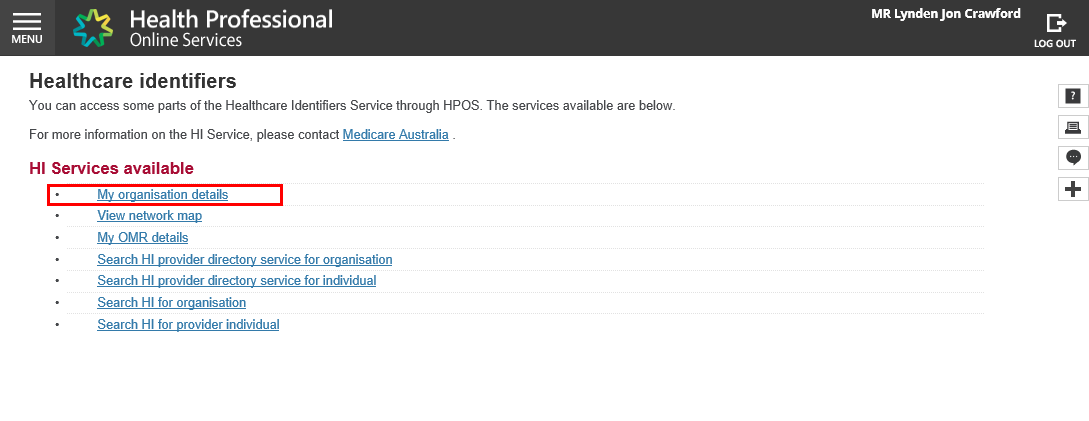 MENU
Health Professional
Online Services
MR Lynden Jon Crawford
LOG OUT
Healthcare identifiers
You can access some parts of the Healthcare Identifiers Service through HPOS. The services available are below.
For more information on the HI Service, please contact Medicare Australia .
HI Services available
• My organisation details
• View network map
• My OMR details
• Search HI provider directory service for organisation
• Search HI provider directory service for individual
• Search HI for organisation
• Search HI for provider individual
?